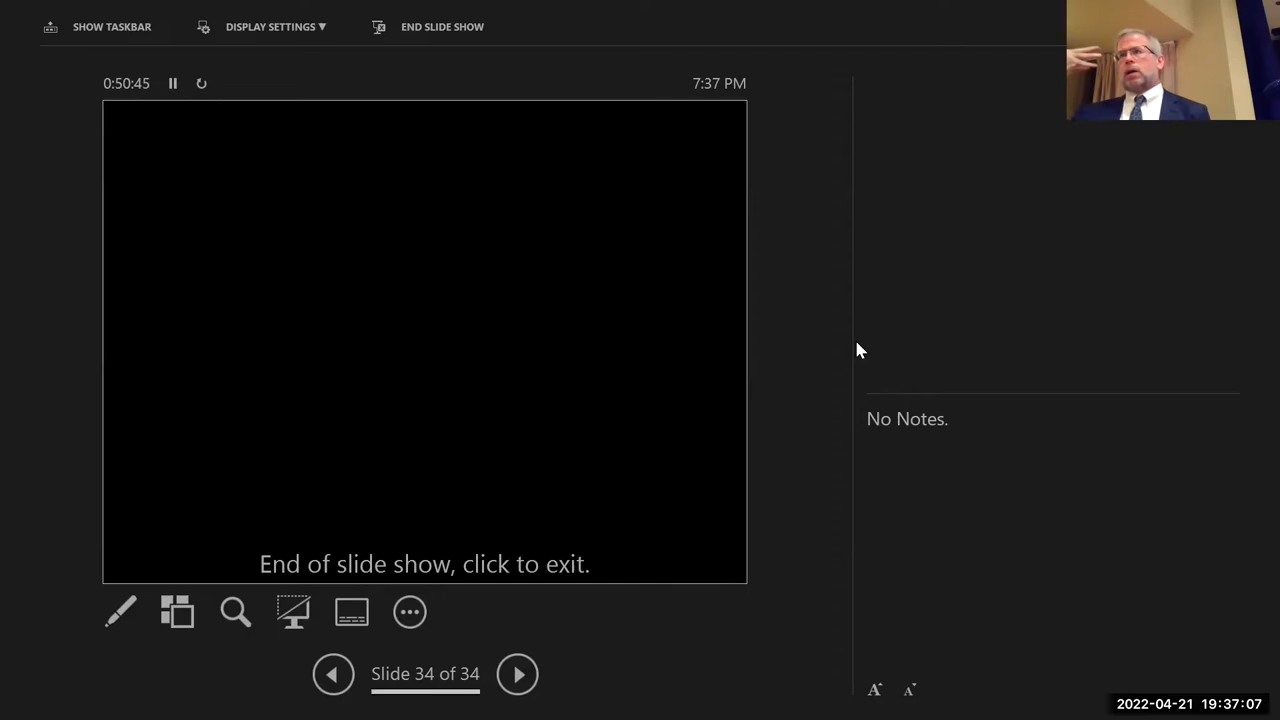 SHOW TASKBAR
DISPLAY SETTINGS ▼
END SLIDE SHOW
0:50:45
7:37 PM
No Notes.
End of slide show, click to exit.
Slide 34 of 34
A A
2022-04-21 19:37:07